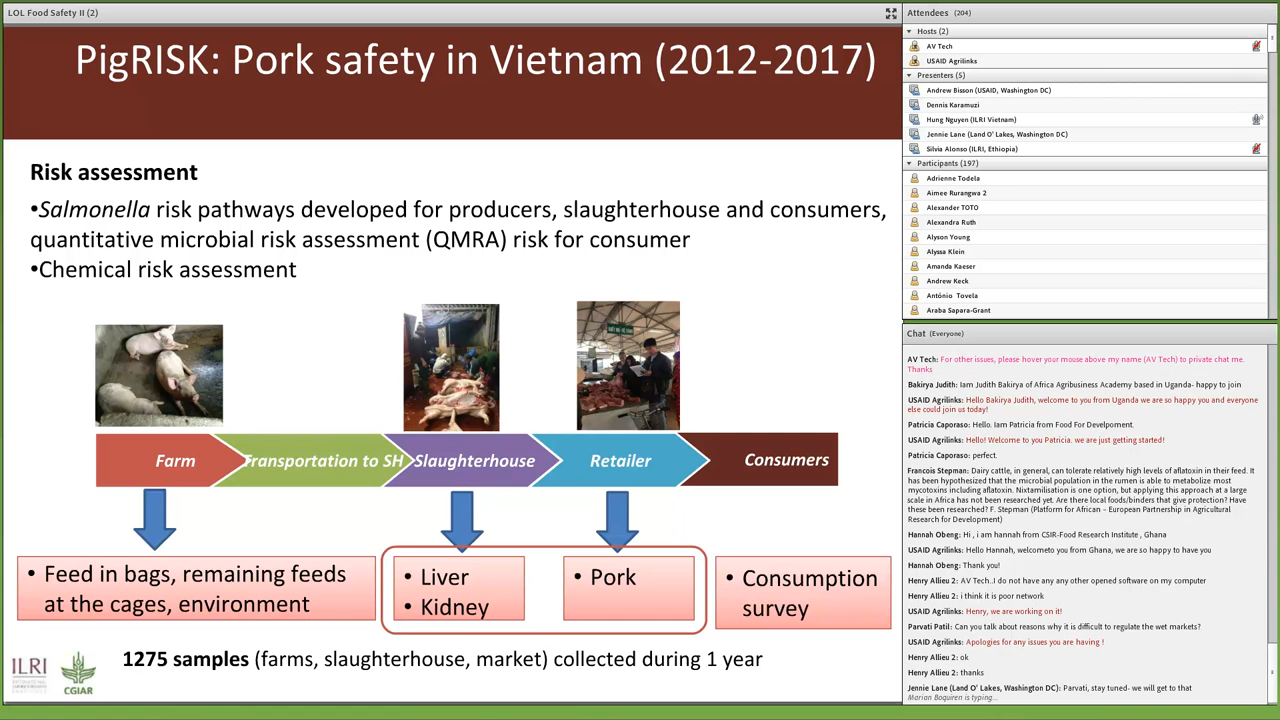 LOL Food Safety II (2)
PigRISK: Pork safety in Vietnam (2012-2017)
Risk assessment
•Salmonella risk pathways developed for producers, slaughterhouse and consumers,
quantitative microbial risk assessment (QMRA) risk for consumer
•Chemical risk assessment
Farm
Transportation to SH
Slaughterhouse
Retailer
Consumers
• Feed in bags, remaining feeds
at the cages, environment
• Liver
• Kidney
• Pork
• Consumption
survey
1275 samples (farms, slaughterhouse, market) collected during 1 year
ILRI
CGIAR
Attendees (204)
Hosts (2)
AV Tech
USAID Agrilinks
Presenters (5)
Andrew Bisson (USAID, Washington DC)
Dennis Karamuzi
Hung Nguyen (ILRI Vietnam)
Jennie Lane (Land O' Lakes, Washington DC)
Silvia Alonso (ILRI, Ethiopia)
Participants (197)
Adrienne Todela
Aimee Rurangwa 2
Alexander TOTO
Alexandra Ruth
Alyson Young
Alyssa Klein
Amanda Kaeser
Andrew Keck
António Tovela
Araba Sapara-Grant
Chat (Everyone)
AV Tech: For other issues, please hover your mouse above my name (AV Tech) to private chat me.
Thanks
Bakirya Judith: Iam Judith Bakirya of Africa Agribusiness Academy based in Uganda- happy to join
USAID Agrilinks: Hello Bakirya Judith, welcome to you from Uganda we are so happy you and everyone
else could join us today!
Patricia Caporaso: Hello. Iam Patricia from Food For Develpoment.
USAID Agrilinks: Hello! Welcome to you Patricia. we are just getting started!
Patricia Caporaso: perfect.
Francois Stepman: Dairy cattle, in general, can tolerate relatively high levels of aflatoxin in their feed. It
has been hypothesized that the microbial population in the rumen is able to metabolize most
mycotoxins including aflatoxin. Nixtamilisation is one option, but applying this approach at a large
scale in Africa has not been researched yet. Are there local foods/binders that give protection? Have
these been researched? F. Stepman (Platform for African – European Partnership in Agricultural
Research for Development)
Hannah Obeng: Hi , i am hannah from CSIR-Food Research Institute , Ghana
USAID Agrilinks: Hello Hannah, welcometo you from Ghana, we are so happy to have you
Hannah Obeng: Thank you!
Henry Allieu 2: AV Tech..I do not have any any other opened software on my computer
Henry Allieu 2: i think it is poor network
USAID Agrilinks: Henry, we are working on it!
Parvati Patil: Can you talk about reasons why it is difficult to regulate the wet markets?
USAID Agrilinks: Apologies for any issues you are having !
Henry Allieu 2: ok
Henry Allieu 2: thanks
Jennie Lane (Land O' Lakes, Washington DC): Parvati, stay tuned- we will get to that
Marian Boquiren is typing...